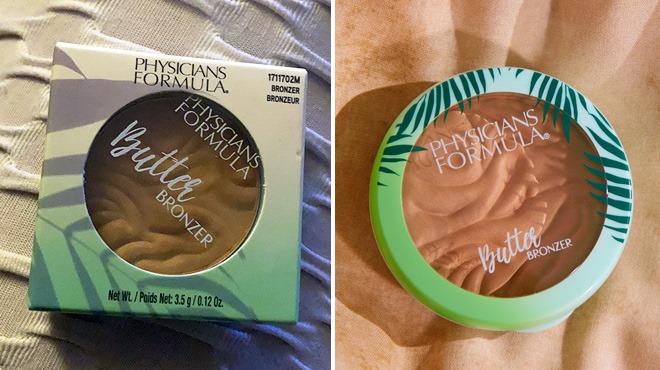 PHYSICIANS
FORMULA®
1711702M
BRONZER
BRONZEUR
PHYSICIANS
FORMULA
Butter
BRONZER
Net Wt. / Poids Net: 3.5 g / 0.12 Oz.
PHYSICIANS
FORMULA®
Butter
BRONZER